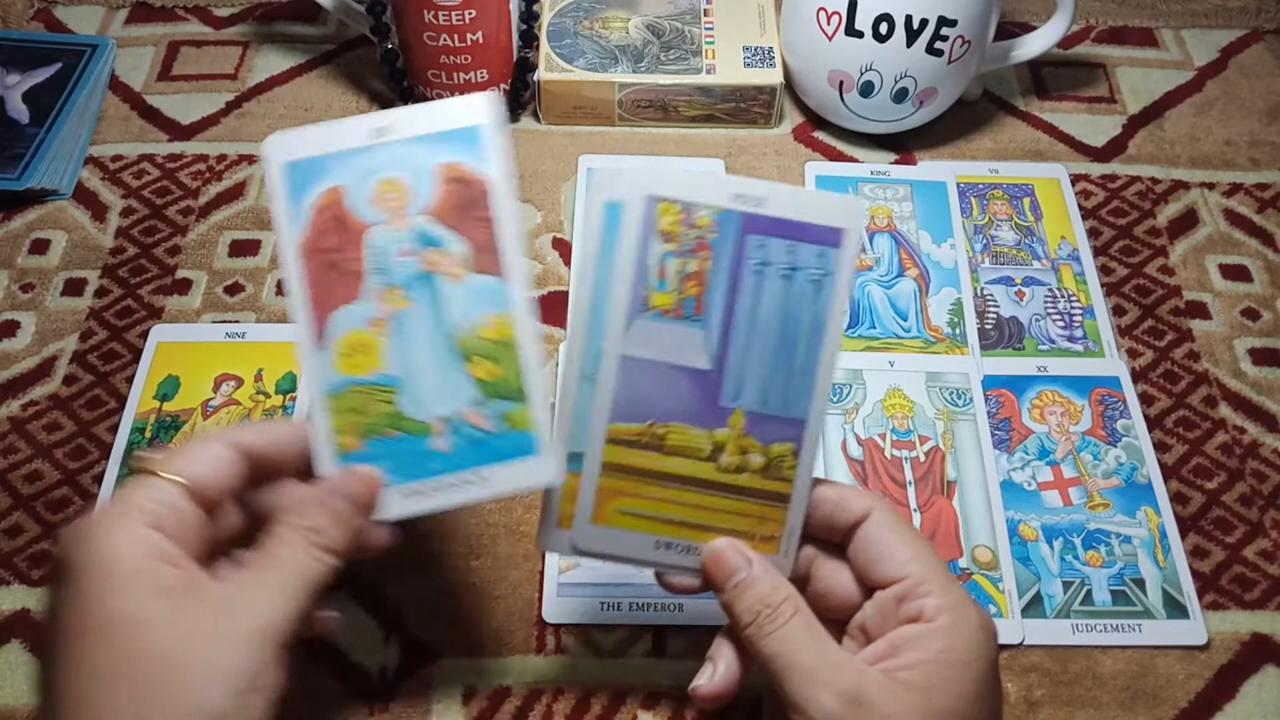 KEEP
CALM
AND
CLIMB
LOVE
KING
VII
NINE
V
XX
THE EMPEROR
JUDGEMENT